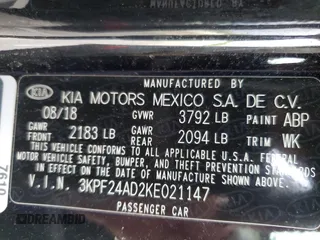 KIA
MANUFACTURED BY
KIA MOTORS MEXICO S.A. DE C.V.
08/18 GVWR 3792 LB PAINT ABP
GAWR FRONT 2183 LB GAWR REAR 2094 LB TRIM WK
THIS VEHICLE CONFORMS TO ALL APPLICABLE U.S.A. FEDERAL
MOTOR VEHICLE SAFETY, BUMPER, AND THEFT PREVENTION STANDARDS
IN EFFECT ON THE DATE OF MANUFACTURE SHOWN ABOVE.
V.I.N. 3KPF24AD2KE021147
PASSENGER CAR
DREAMBID